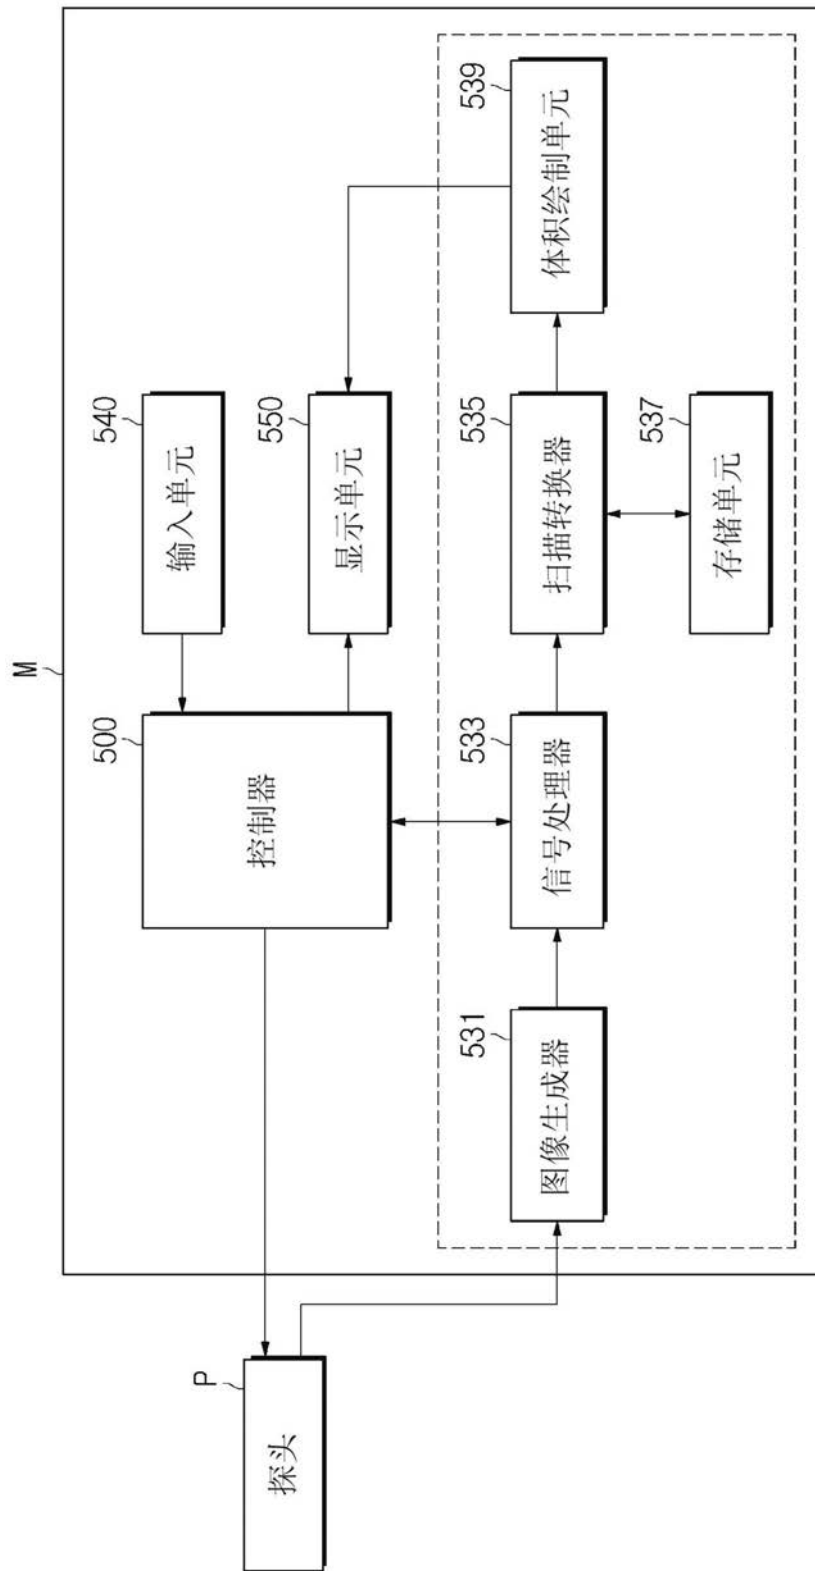 M
500
控制器
540
输入单元
550
显示单元
P
探头
531
图像生成器
533
信号处理器
535
扫描转换器
539
体积绘制单元
537
存储单元